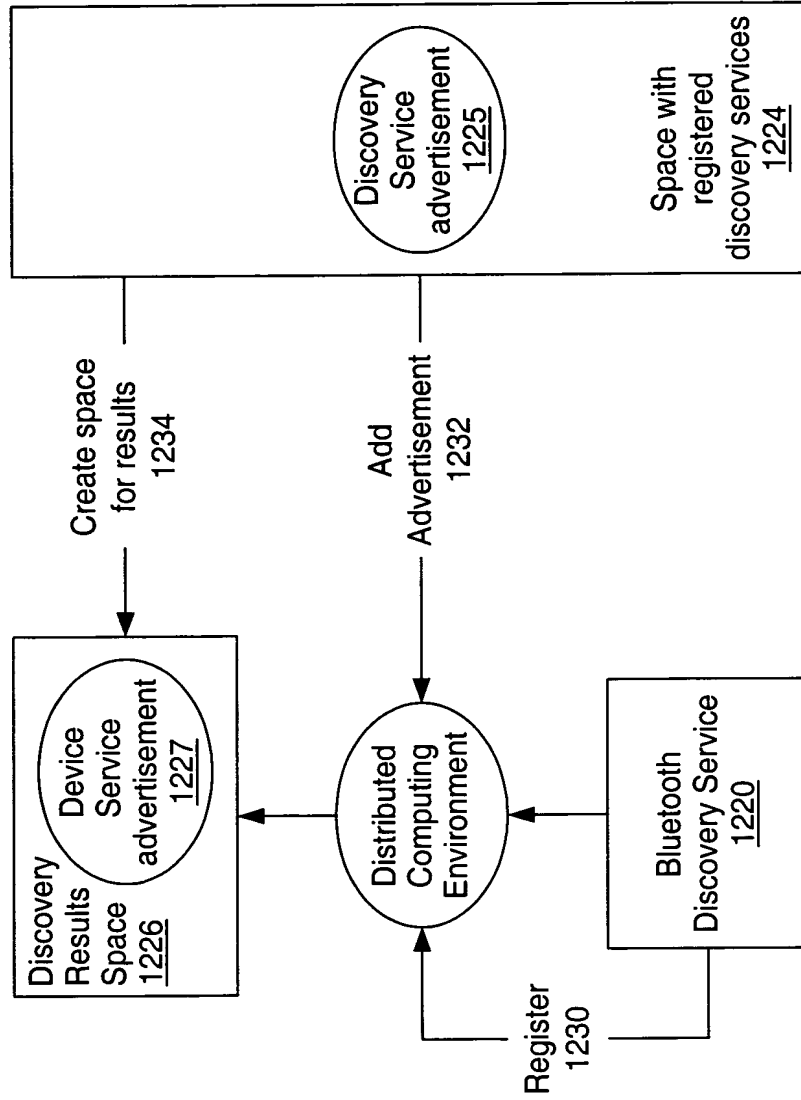 Discovery
Results
Space
1226
Device
Service
advertisement
1227
Create space
for results
1234
Discovery
Service
advertisement
1225
Space with
registered
discovery services
1224
Distributed
Computing
Environment
Add
Advertisement
1232
Register
1230
Bluetooth
Discovery Service
1220